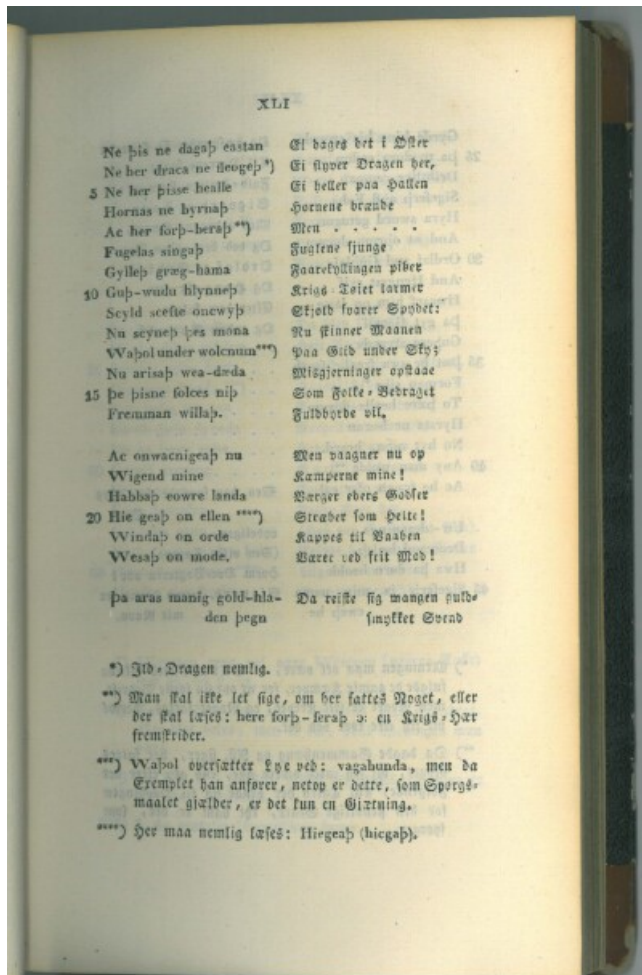 XLI
Ne þis ne dagaþ eastan Ei dages det i Øster
Ne her draca ne fleogeþ *) Ei flyver Dragen her,
5 Ne her þisse healle Ei heller paa Hallen
Hornas ne byrnaþ Hornene brænde
Ac her forþ-beraþ **) Men . . . . .
Fugelas singaþ Fuglene sjunge
Gylleþ græg-hama Faarekyllingen piber
10 Guþ-wudu hlynneþ Krigs-Tøiet larmer
Scyld scefte oncwyþ Skjold svarer Spydet:
Nu scyneþ þes mona Nu skinner Maanen
Waþol under wolcnum***) Paa Glid under Sky;
Nu arisaþ wea-dæda Misgjerninger opstaae
15 þe þisne folces niþ Som Folke-Bedraget
Fremman willaþ. Fuldbyrde vil.
Ac onwacnigeaþ nu Men vaagner nu op
Wigend mine Kæmperne mine!
Habbaþ eowre landa Værger eders Godser
20 Hie geaþ on ellen ****) Stræber som Helte!
Windaþ on orde Kappes til Vaaben
Wesaþ on mode. Værer ved frit Mod!
þa aras manig gold-hla- Da reiste sig mangen guld-
den þegn smykket Svend
*) Ild-Dragen nemlig.
**) Man skal ikke let sige, om her fattes Noget, eller
der skal læses: here forþ-feraþ ɔ: en Krigs-Hær
fremskrider.
***) Waþol oversætter Lye ved: vagabunda, men da
Exemplet han anfører, netop er dette, som Spørgs-
maalet gjælder, er det kun en Gjætning.
****) Her maa nemlig læses: Hiegeaþ (hicgaþ).